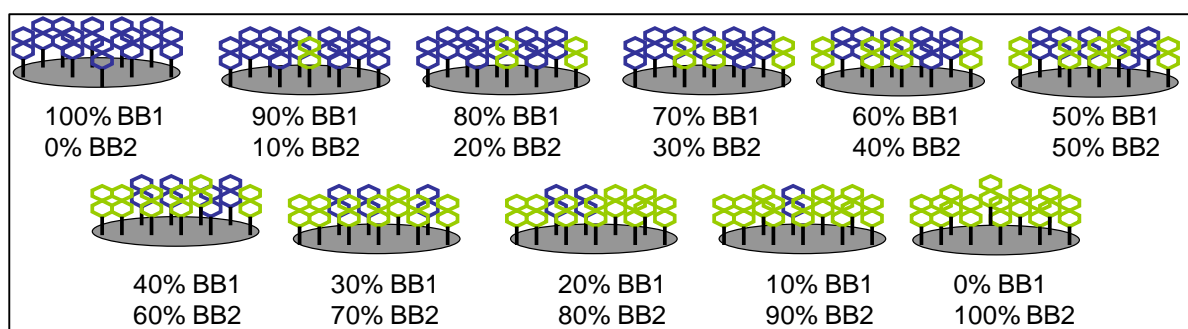 100% BB1
0% BB2
90% BB1
10% BB2
80% BB1
20% BB2
70% BB1
30% BB2
60% BB1
40% BB2
50% BB1
50% BB2
40% BB1
60% BB2
30% BB1
70% BB2
20% BB1
80% BB2
10% BB1
90% BB2
0% BB1
100% BB2